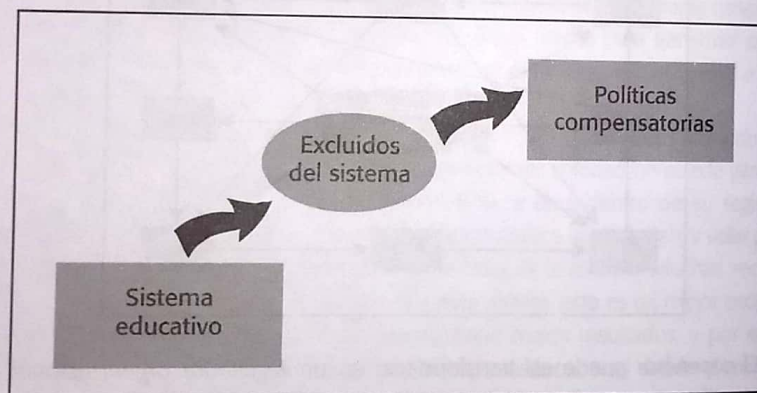 Políticas
compensatorias
Excluidos
del sistema
Sistema
educativo